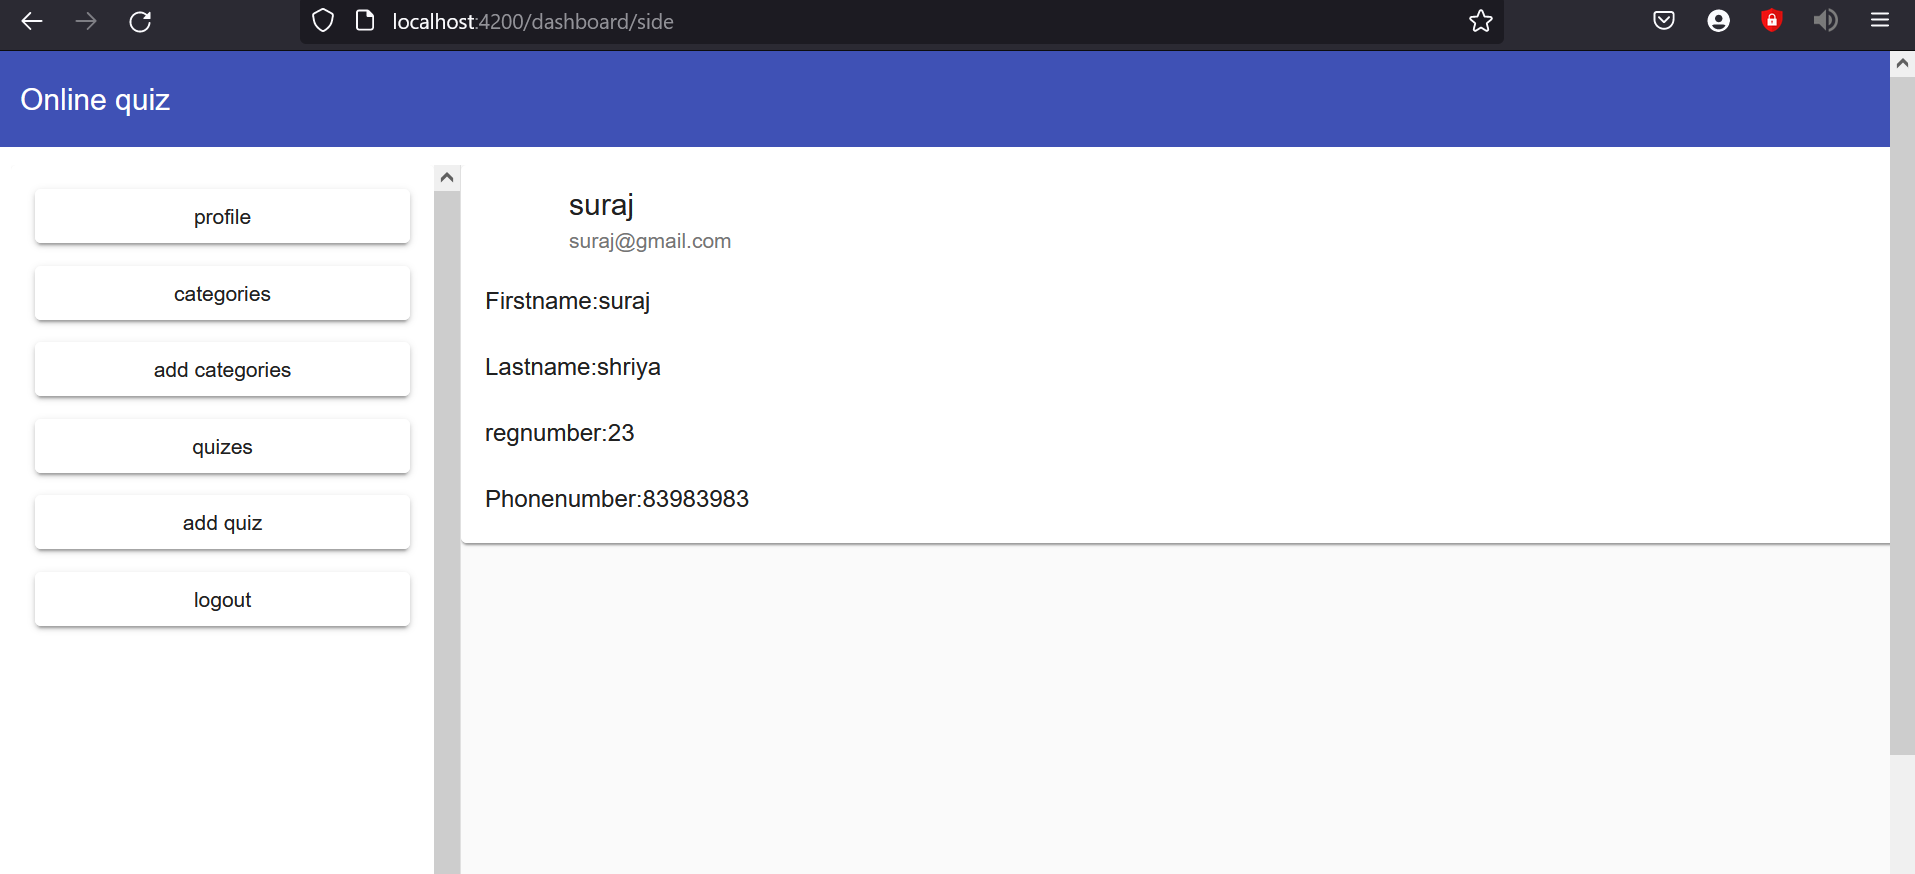 localhost:4200/dashboard/side
Online quiz
profile
categories
add categories
quizes
add quiz
logout
suraj
suraj@gmail.com
Firstname:suraj
Lastname:shriya
regnumber:23
Phonenumber:83983983